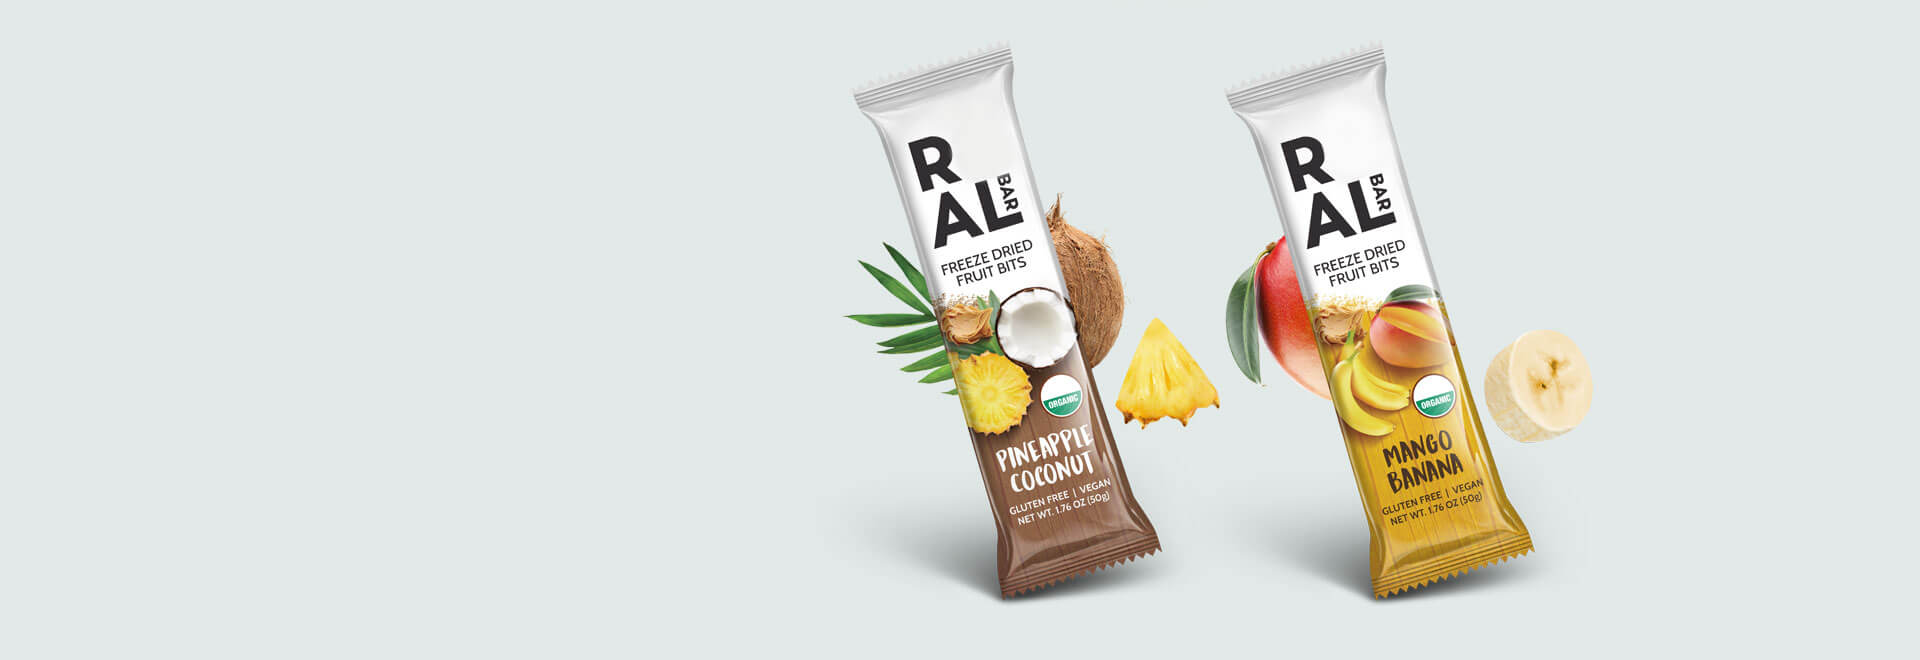 R
AL
BAR
FREEZE DRIED
FRUIT BITS
ORGANIC
PINEAPPLE
COCONUT
GLUTEN FREE | VEGAN
NET WT. 1.76 OZ (50g)
R
AL
BAR
FREEZE DRIED
FRUIT BITS
ORGANIC
MANGO
BANANA
GLUTEN FREE | VEGAN
NET WT. 1.76 OZ (50g)